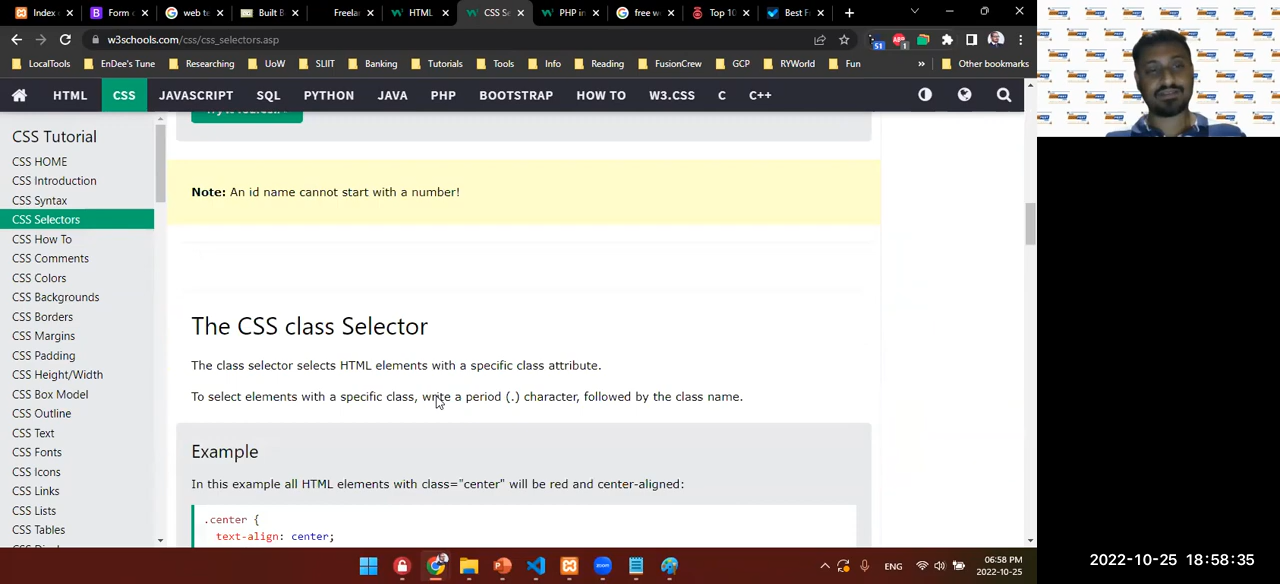 Index
Form
web te
Built B
Freela
HTML
CSS Se
PHP in
free w
Top 10
Best F
w3schools.com/css/css_selectors.asp
51
1
LocalTools
EnDee's Tune
Researching
UoW
SLIIT
Ranking
Tutorials
Tools
Info
Reading
FusionCrew
GCP
RYWorld
Fun
Other bookmarks
HTML
CSS
JAVASCRIPT
SQL
PYTHON
JAVA
PHP
BOOTSTRAP
HOW TO
W3.CSS
C
C++
CSS Tutorial
CSS HOME
CSS Introduction
CSS Syntax
CSS Selectors
CSS How To
CSS Comments
CSS Colors
CSS Backgrounds
CSS Borders
CSS Margins
CSS Padding
CSS Height/Width
CSS Box Model
CSS Outline
CSS Text
CSS Fonts
CSS Icons
CSS Links
CSS Lists
CSS Tables
Note: An id name cannot start with a number!
The CSS class Selector
The class selector selects HTML elements with a specific class attribute.
To select elements with a specific class, write a period (.) character, followed by the class name.
Example
In this example all HTML elements with class="center" will be red and center-aligned:
.center {
text-align: center;
ENG
06:58 PM
2022-10-25
2022-10-25 18:58:35